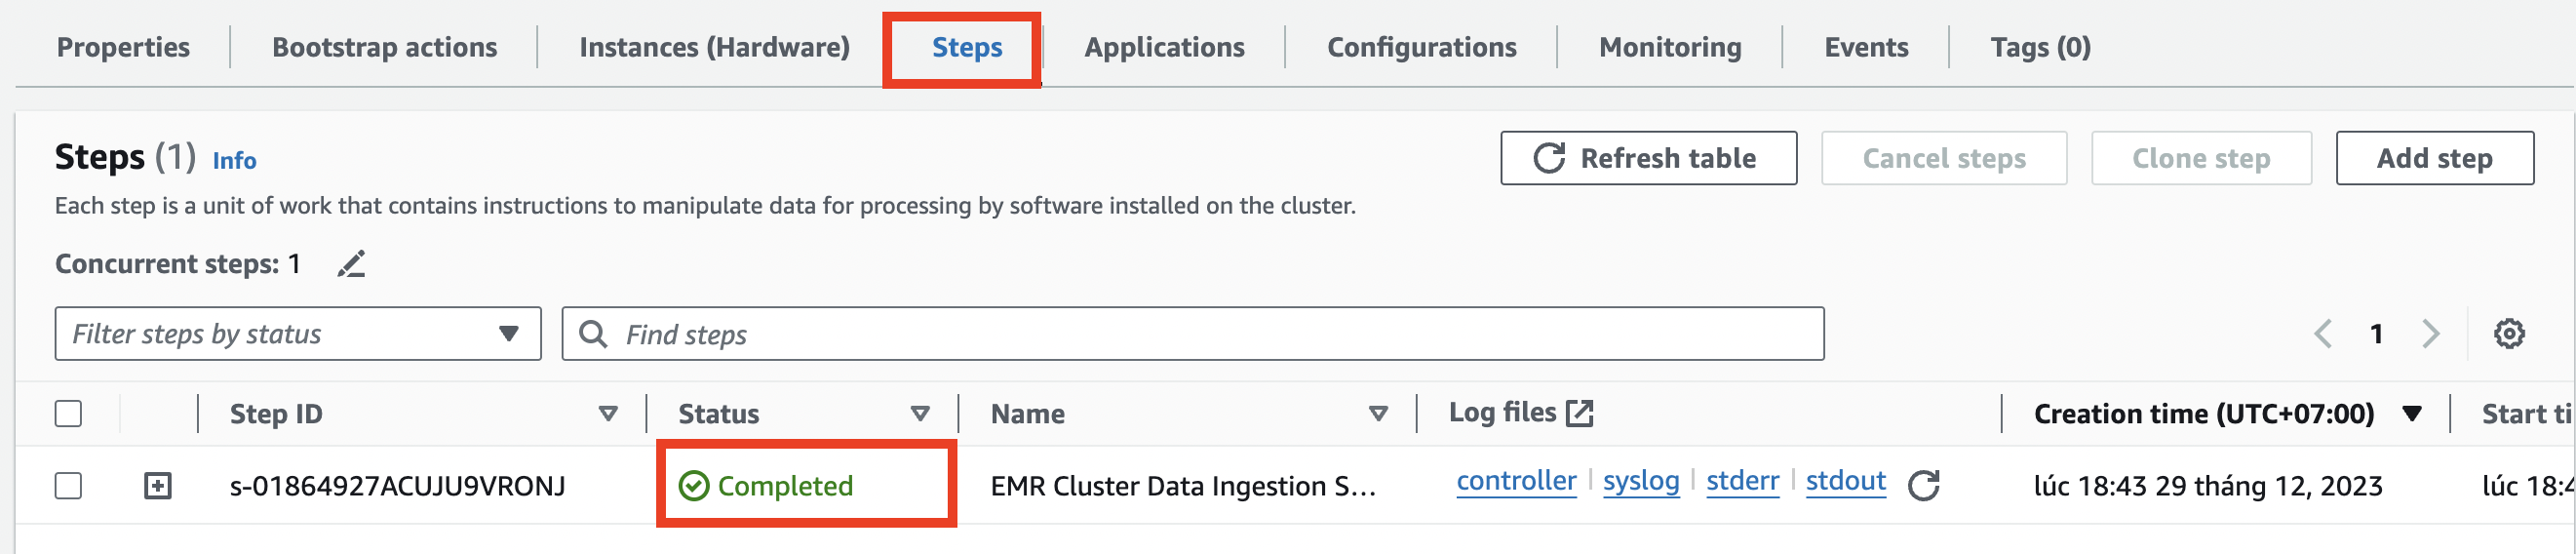 Properties Bootstrap actions Instances (Hardware) Steps Applications Configurations Monitoring Events Tags (0)
Steps (1) Info Refresh table Cancel steps Clone step Add step
Each step is a unit of work that contains instructions to manipulate data for processing by software installed on the cluster.
Concurrent steps: 1
Filter steps by status Find steps 1
Step ID Status Name Log files Creation time (UTC+07:00) Start ti
s-01864927ACUJU9VRONJ Completed EMR Cluster Data Ingestion S... controller syslog stderr stdout lúc 18:43 29 tháng 12, 2023 lúc 18:4